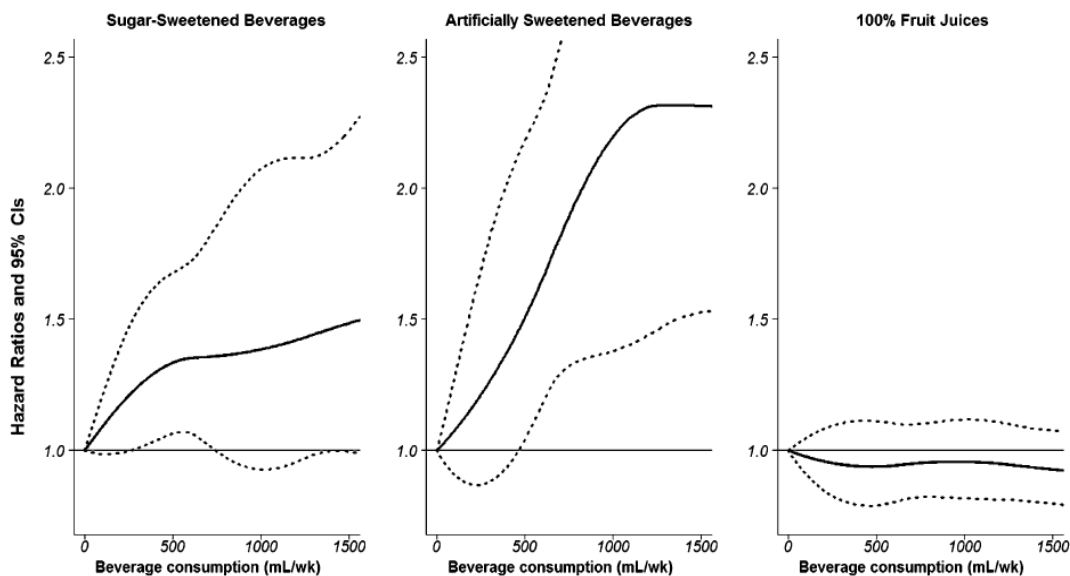 Sugar-Sweetened Beverages
Artificially Sweetened Beverages
100% Fruit Juices
Hazard Ratios and 95% CIs
2.5
2.0
1.5
1.0
0 500 1000 1500
Beverage consumption (mL/wk)
2.5
2.0
1.5
1.0
0 500 1000 1500
Beverage consumption (mL/wk)
2.5
2.0
1.5
1.0
0 500 1000 1500
Beverage consumption (mL/wk)